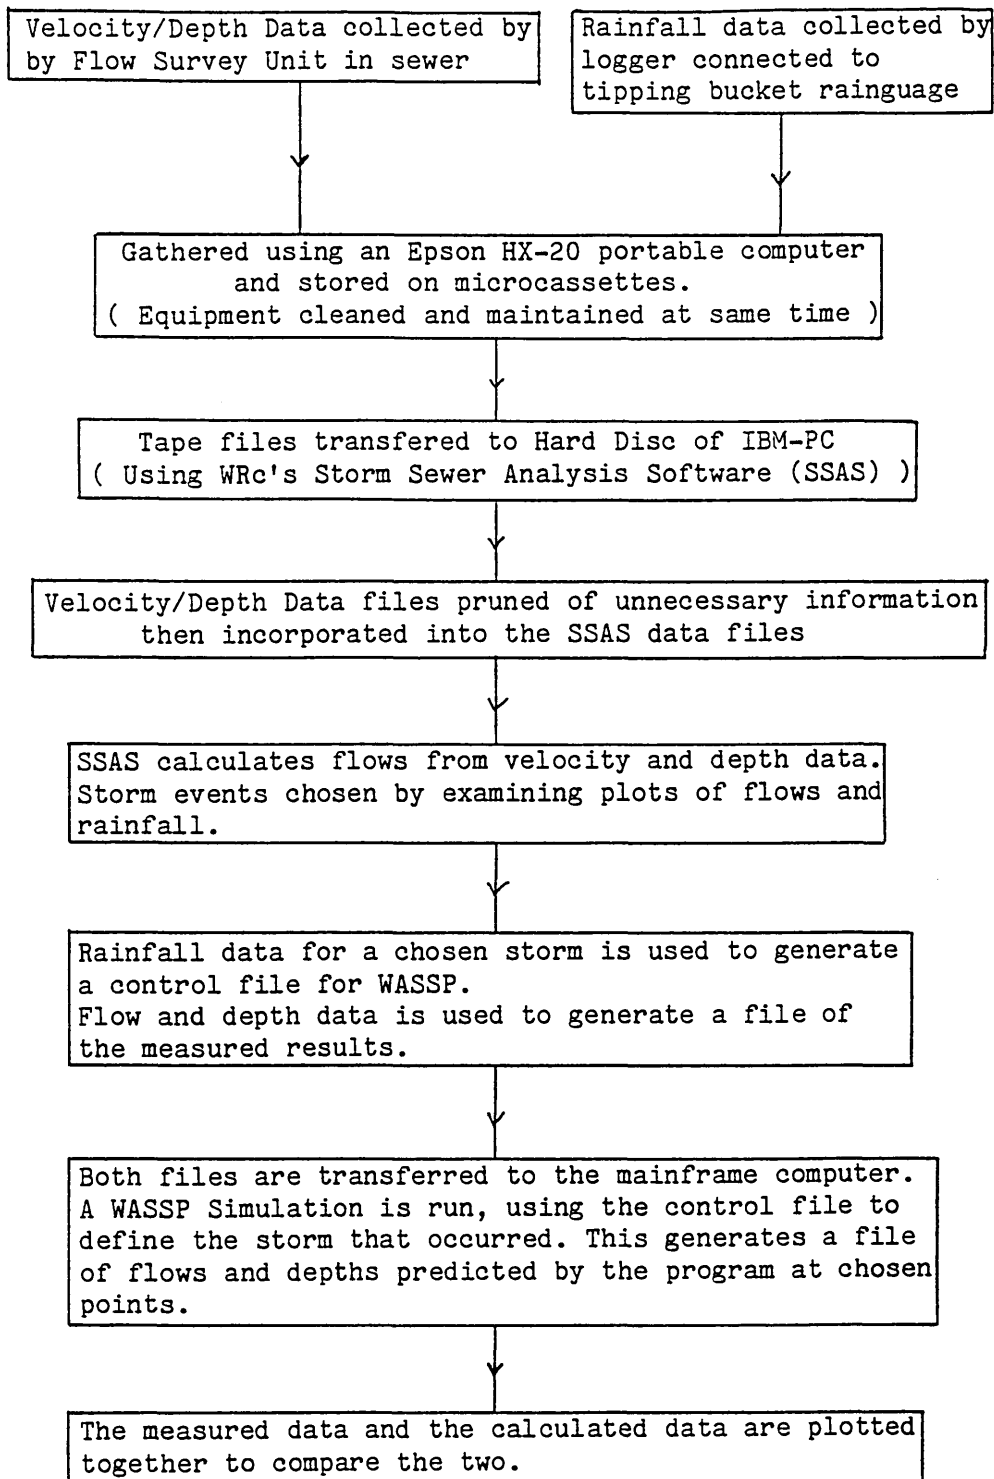 Velocity/Depth Data collected by
by Flow Survey Unit in sewer
Rainfall data collected by
logger connected to
tipping bucket rainguage
Gathered using an Epson HX-20 portable computer
and stored on microcassettes.
( Equipment cleaned and maintained at same time )
Tape files transfered to Hard Disc of IBM-PC
( Using WRc's Storm Sewer Analysis Software (SSAS) )
Velocity/Depth Data files pruned of unnecessary information
then incorporated into the SSAS data files
SSAS calculates flows from velocity and depth data.
Storm events chosen by examining plots of flows and
rainfall.
Rainfall data for a chosen storm is used to generate
a control file for WASSP.
Flow and depth data is used to generate a file of
the measured results.
Both files are transferred to the mainframe computer.
A WASSP Simulation is run, using the control file to
define the storm that occurred. This generates a file
of flows and depths predicted by the program at chosen
points.
The measured data and the calculated data are plotted
together to compare the two.